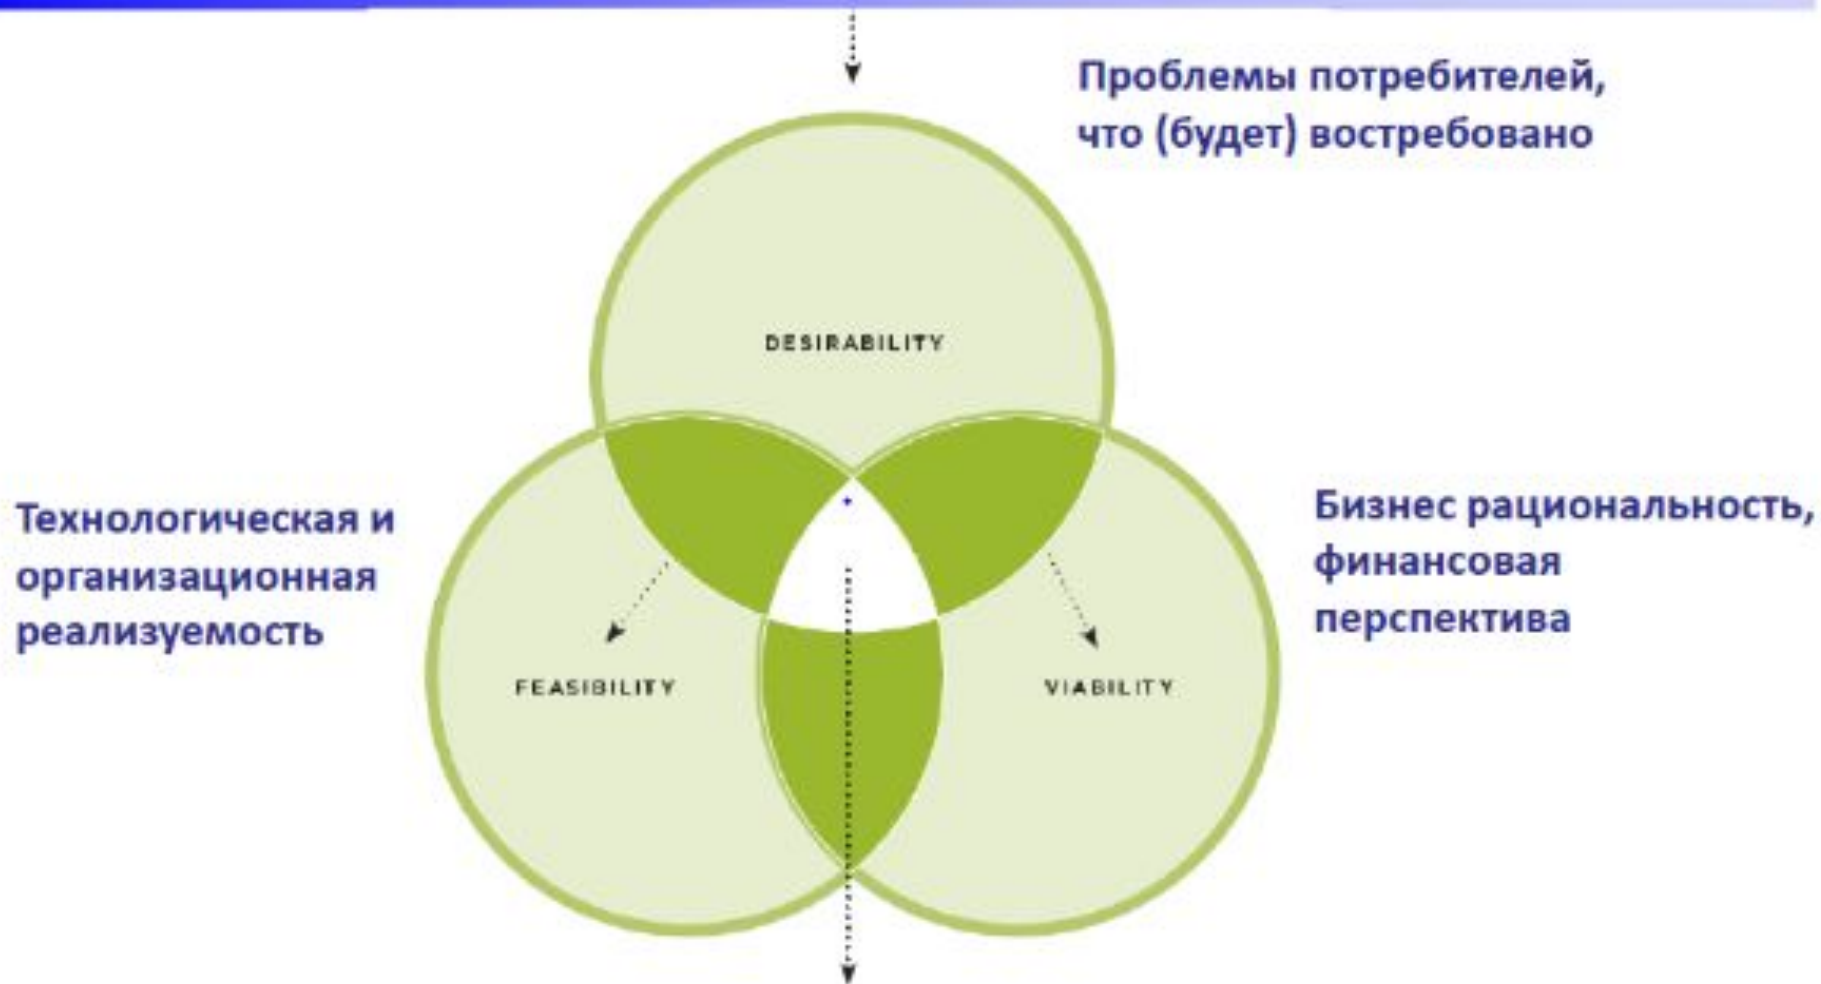 Проблемы потребителей,
что (будет) востребовано
DESIRABILITY
Технологическая и
организационная
реализуемость
Бизнес рациональность,
финансовая
перспектива
FEASIBILITY
VIABILITY